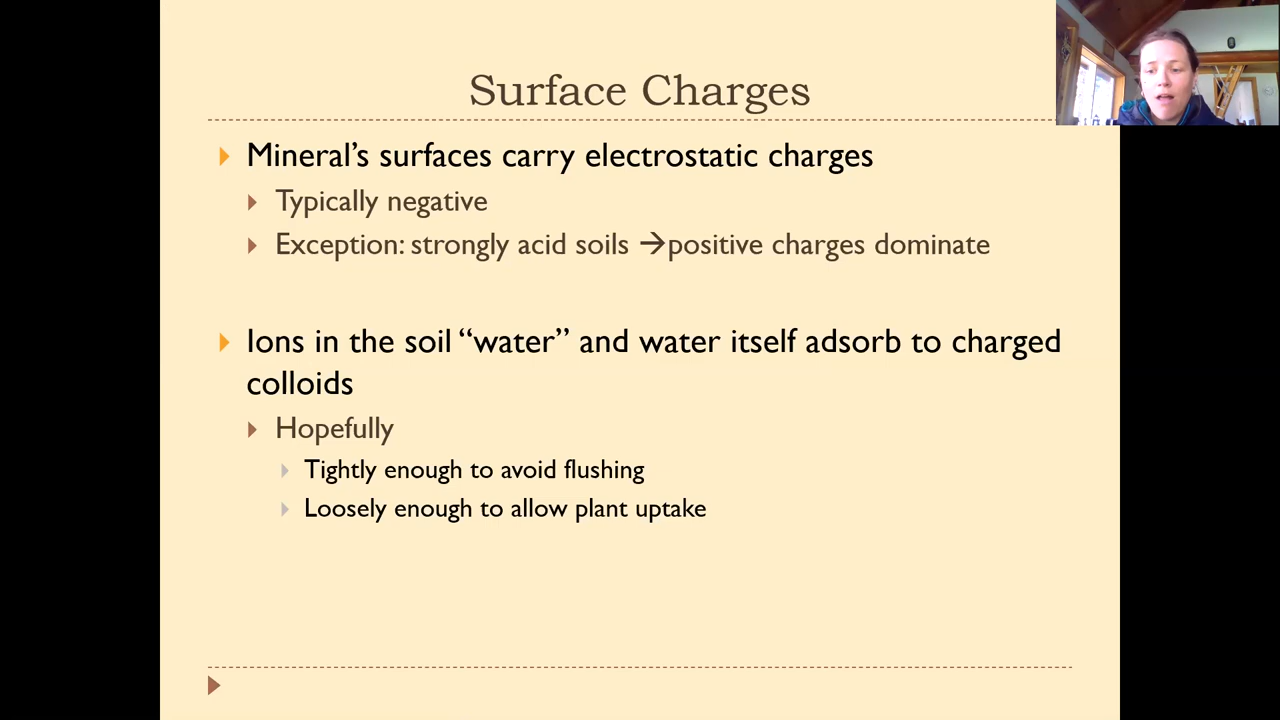 Surface Charges
Mineral’s surfaces carry electrostatic charges
Typically negative
Exception: strongly acid soils →positive charges dominate
Ions in the soil “water” and water itself adsorb to charged
colloids
Hopefully
Tightly enough to avoid flushing
Loosely enough to allow plant uptake